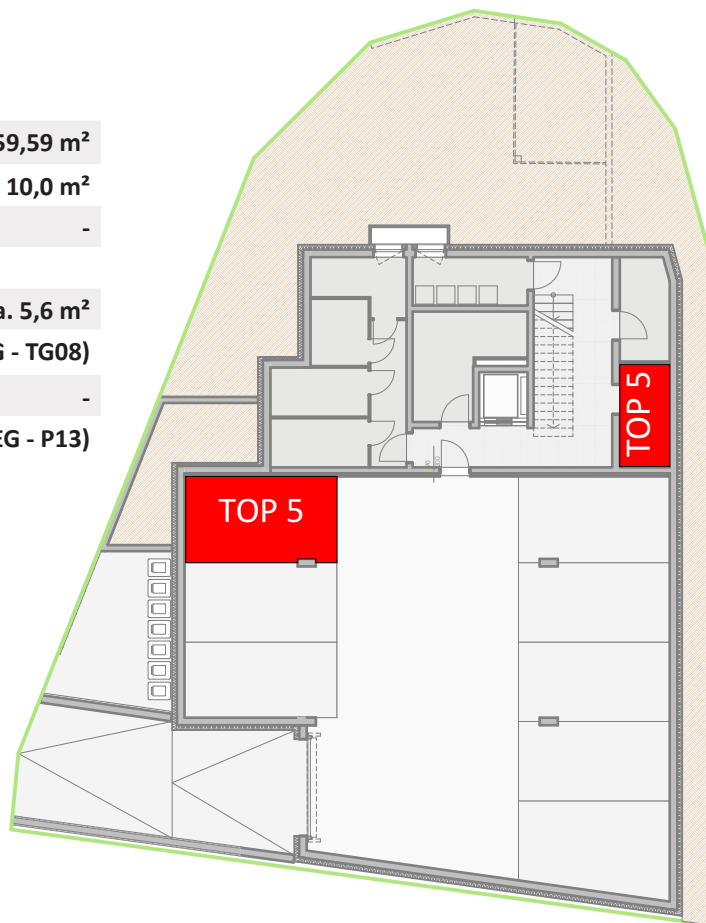 59,59 m²
10,0 m²
-
a. 5,6 m²
G - TG08)
-
EG - P13)
TOP 5
TOP 5